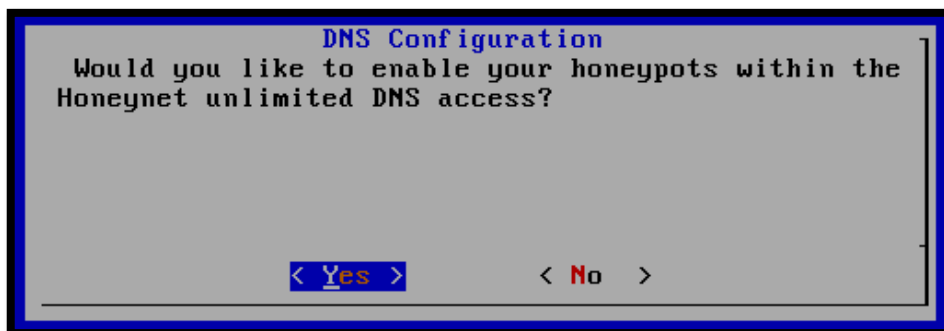 DNS Configuration
Would you like to enable your honeypots within the
Honeynet unlimited DNS access?
< Yes > < No >